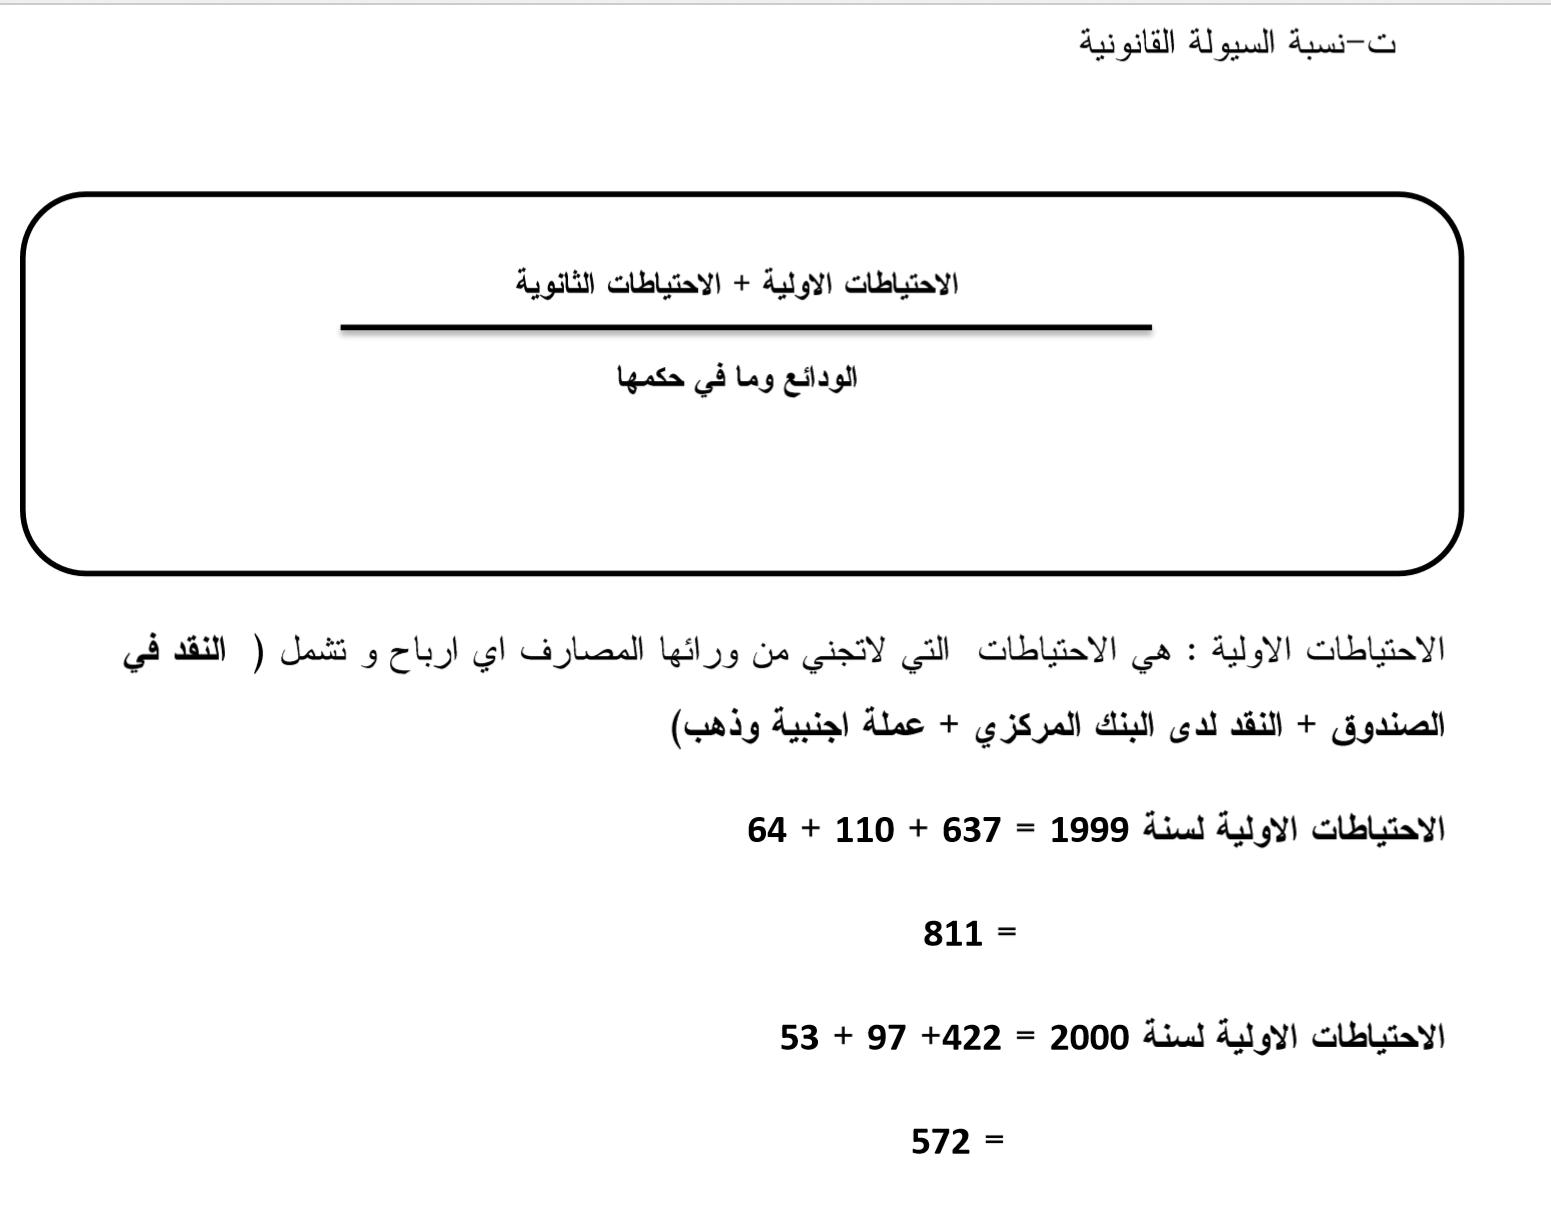 ت-نسبة السيولة القانونية
الاحتياطات الاولية + الاحتياطات الثانوية
الودائع وما في حكمها
الاحتياطات الاولية : هي الاحتياطات التي لاتجني من ورائها المصارف اي ارباح و تشمل ( النقد في
الصندوق + النقد لدى البنك المركزي + عملة اجنبية وذهب)
الاحتياطات الاولية لسنة 1999 = 637 + 110 + 64
= 811
الاحتياطات الاولية لسنة 2000 = 422+ 97 + 53
= 572